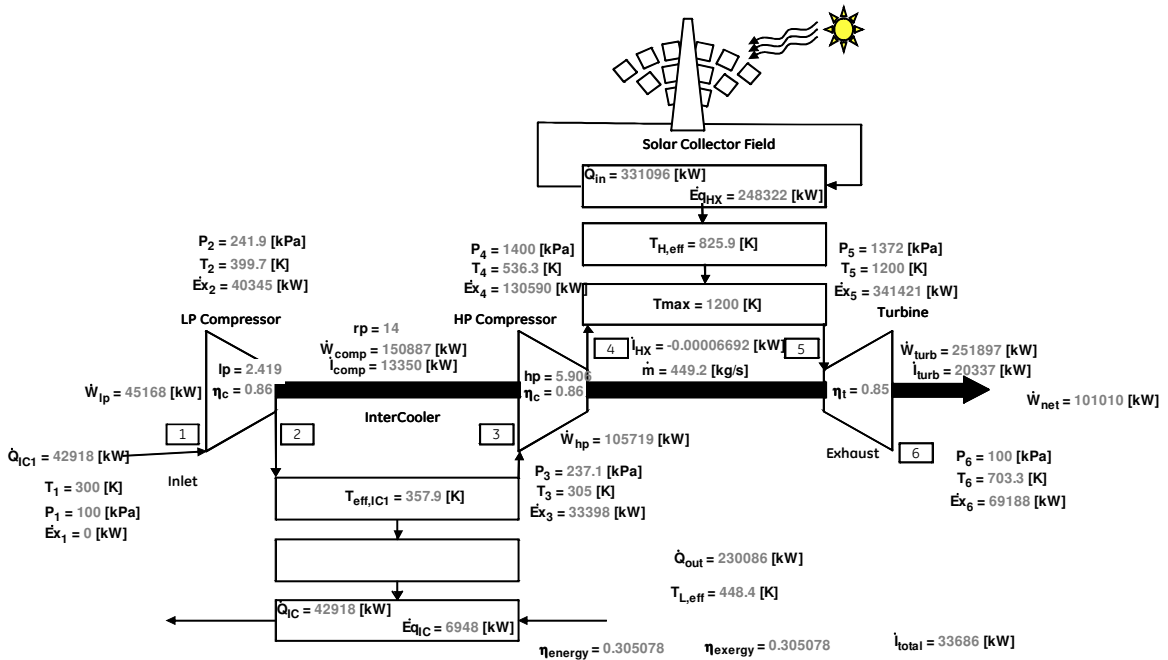 Solar Collector Field
Q̇in = 331096 [kW]
ĖqHX = 248322 [kW]
TH,eff = 825.9 [K]
Tmax = 1200 [K]
P2 = 241.9 [kPa]
T2 = 399.7 [K]
Ėx2 = 40345 [kW]
P4 = 1400 [kPa]
T4 = 536.3 [K]
Ėx4 = 130590 [kW]
P5 = 1372 [kPa]
T5 = 1200 [K]
Ėx5 = 341421 [kW]
LP Compressor
HP Compressor
Turbine
rp = 14
Ẇcomp = 150887 [kW]
İcomp = 13350 [kW]
4
İHX = -0.00006692 [kW]
5
ṁ = 449.2 [kg/s]
Ẇturb = 251897 [kW]
İturb = 20337 [kW]
lp = 2.419
ηc = 0.86
hp = 5.906
ηc = 0.86
ηt = 0.85
Ẇlp = 45168 [kW]
Ẇnet = 101010 [kW]
InterCooler
1
2
3
Ẇhp = 105719 [kW]
Exhaust
6
Q̇IC1 = 42918 [kW]
Inlet
T1 = 300 [K]
P1 = 100 [kPa]
Ėx1 = 0 [kW]
Teff,IC1 = 357.9 [K]
P3 = 237.1 [kPa]
T3 = 305 [K]
Ėx3 = 33398 [kW]
P6 = 100 [kPa]
T6 = 703.3 [K]
Ėx6 = 69188 [kW]
Q̇out = 230086 [kW]
TL,eff = 448.4 [K]
Q̇IC = 42918 [kW]
ĖqIC = 6948 [kW]
ηenergy = 0.305078
ηexergy = 0.305078
İtotal = 33686 [kW]